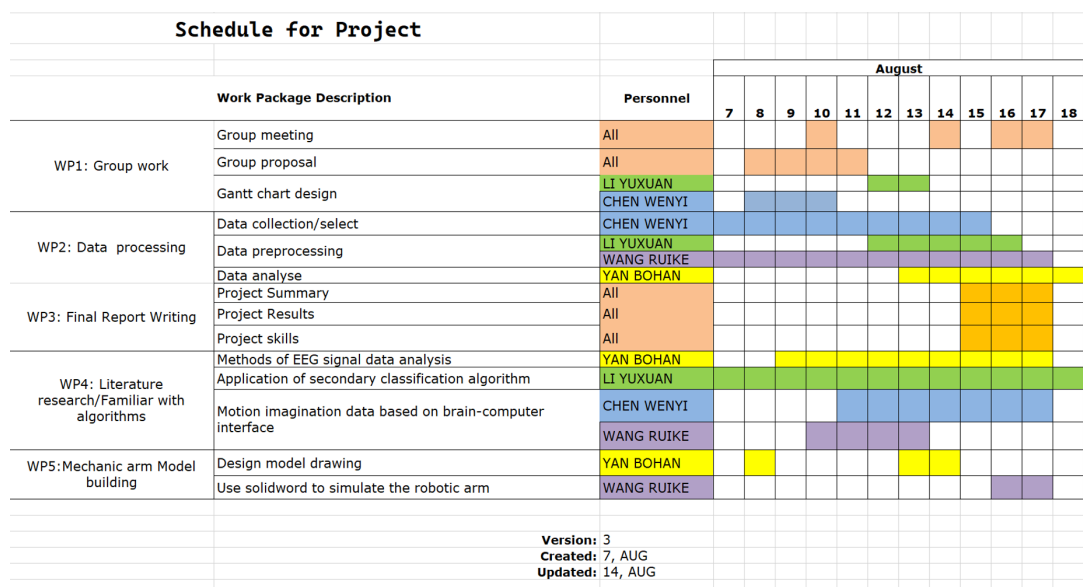 Schedule for Project
August
Work Package Description Personnel
7 8 9 10 11 12 13 14 15 16 17 18
WP1: Group work
Group meeting All
Group proposal All
Gantt chart design
LI YUXUAN
CHEN WENYI
WP2: Data processing
Data collection/select CHEN WENYI
Data preprocessing
LI YUXUAN
WANG RUIKE
Data analyse YAN BOHAN
WP3: Final Report Writing
Project Summary All
Project Results All
Project skills All
WP4: Literature
research/Familiar with
algorithms
Methods of EEG signal data analysis YAN BOHAN
Application of secondary classification algorithm LI YUXUAN
Motion imagination data based on brain-computer
interface
CHEN WENYI
WANG RUIKE
WP5:Mechanic arm Model
building
Design model drawing YAN BOHAN
Use solidword to simulate the robotic arm WANG RUIKE
Version: 3
Created: 7, AUG
Updated: 14, AUG